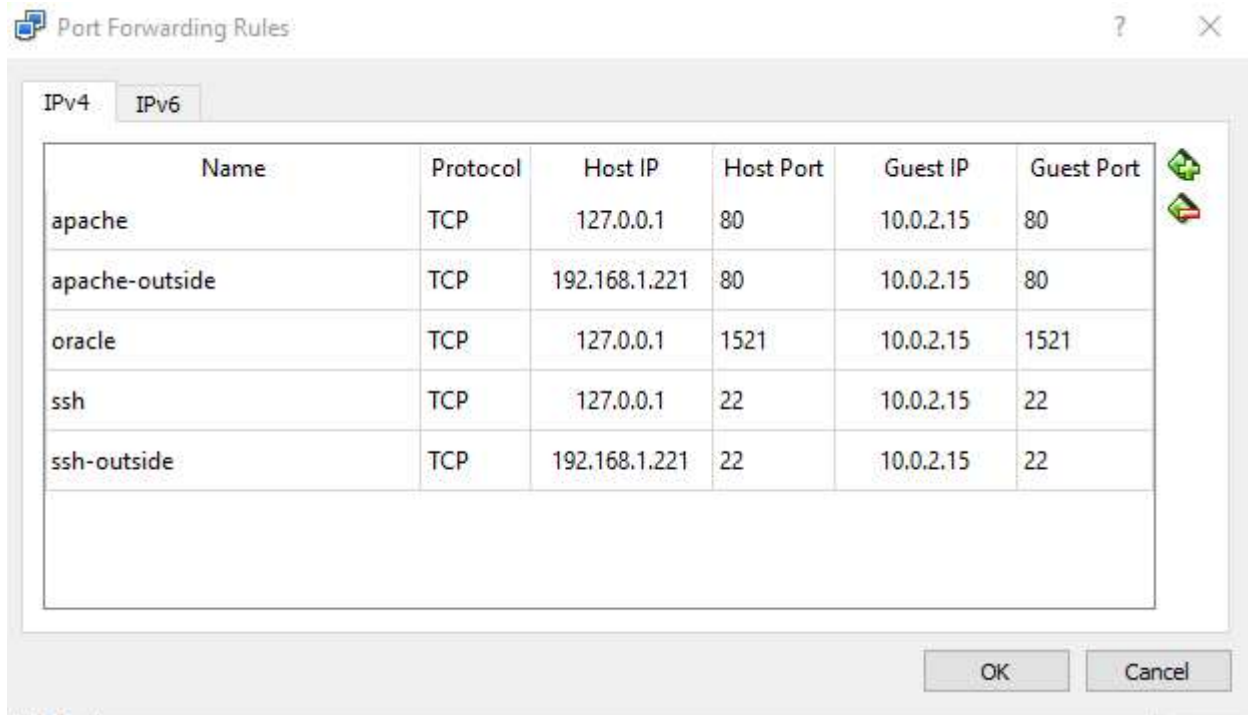 Port Forwarding Rules ?
IPv4 IPv6
Name Protocol Host IP Host Port Guest IP Guest Port
apache TCP 127.0.0.1 80 10.0.2.15 80
apache-outside TCP 192.168.1.221 80 10.0.2.15 80
oracle TCP 127.0.0.1 1521 10.0.2.15 1521
ssh TCP 127.0.0.1 22 10.0.2.15 22
ssh-outside TCP 192.168.1.221 22 10.0.2.15 22
OK Cancel